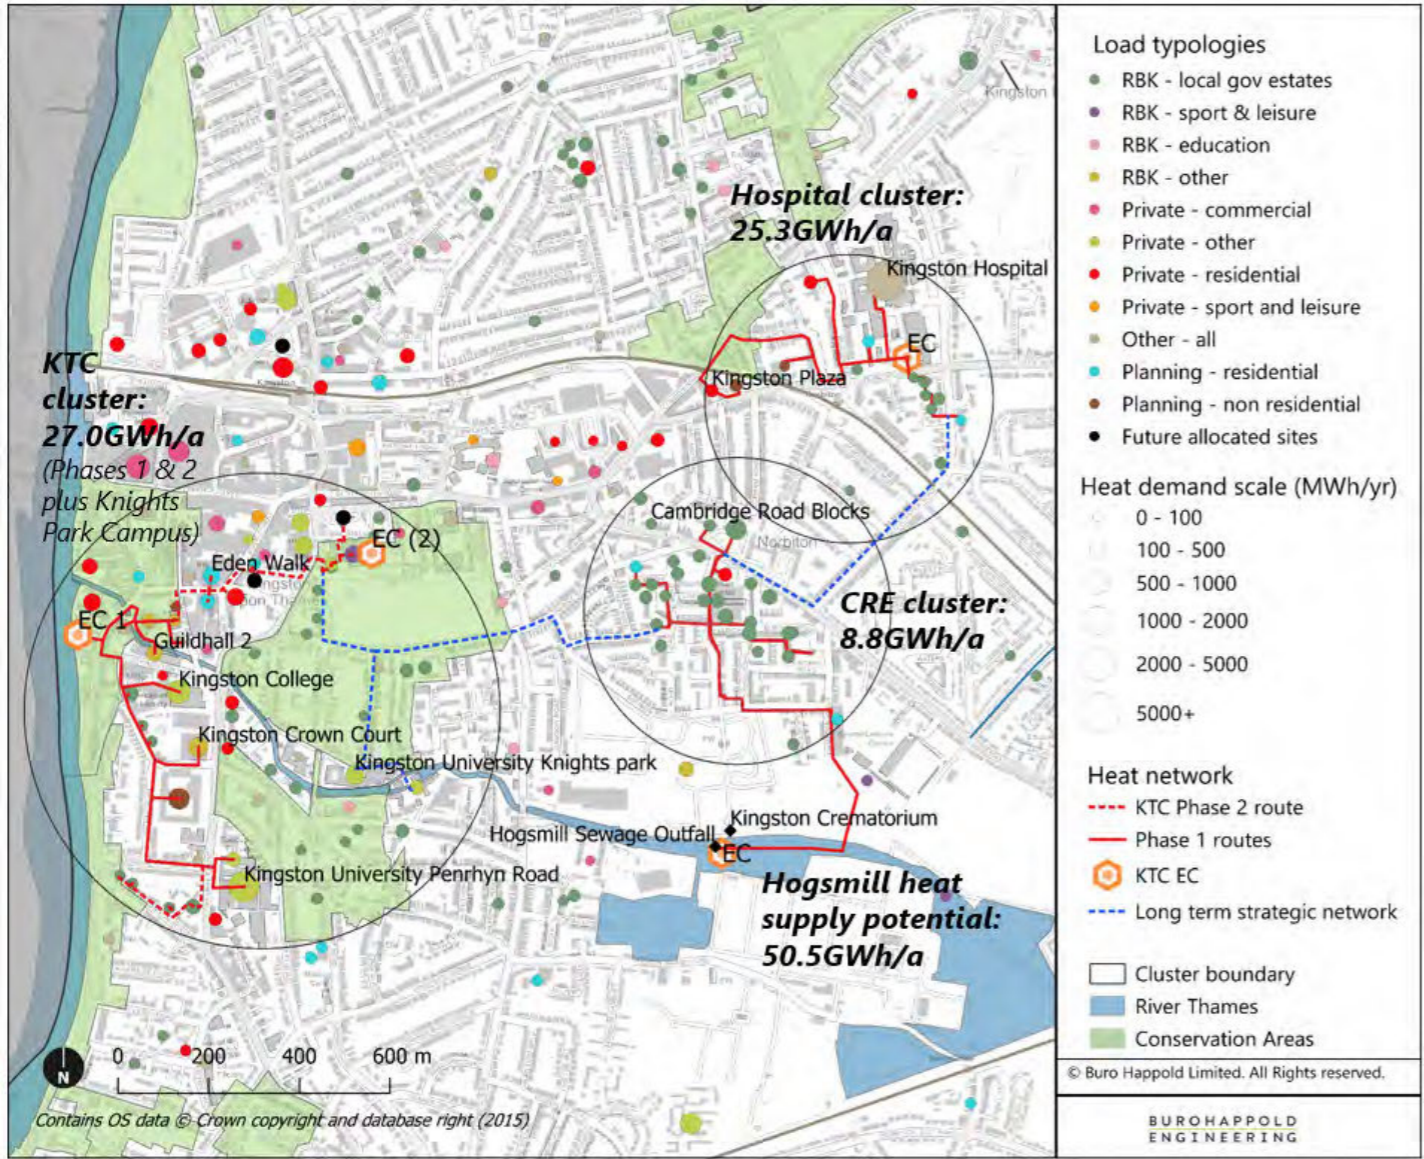 Hospital cluster:
25.3GWh/a
Kingston Hospital
EC
Kingston Plaza
KTC
cluster:
27.0GWh/a
(Phases 1 & 2
plus Knights
Park Campus)
Cambridge Road Blocks
Norbiton
EC (2)
Eden Walk
CRE cluster:
8.8GWh/a
EC 1
Guildhall 2
Kingston College
Kingston Crown Court
Kingston University Knights park
Kingston Crematorium
Hogsmill Sewage Outfall
EC
Kingston University Penrhyn Road
Hogsmill heat
supply potential:
50.5GWh/a
N
0 200 400 600 m
Contains OS data © Crown copyright and database right (2015)
Load typologies
RBK - local gov estates
RBK - sport & leisure
RBK - education
RBK - other
Private - commercial
Private - other
Private - residential
Private - sport and leisure
Other - all
Planning - residential
Planning - non residential
Future allocated sites
Heat demand scale (MWh/yr)
0 - 100
100 - 500
500 - 1000
1000 - 2000
2000 - 5000
5000+
Heat network
KTC Phase 2 route
Phase 1 routes
KTC EC
Long term strategic network
Cluster boundary
River Thames
Conservation Areas
© Buro Happold Limited. All Rights reserved.
BUROHAPPOLD
ENGINEERING